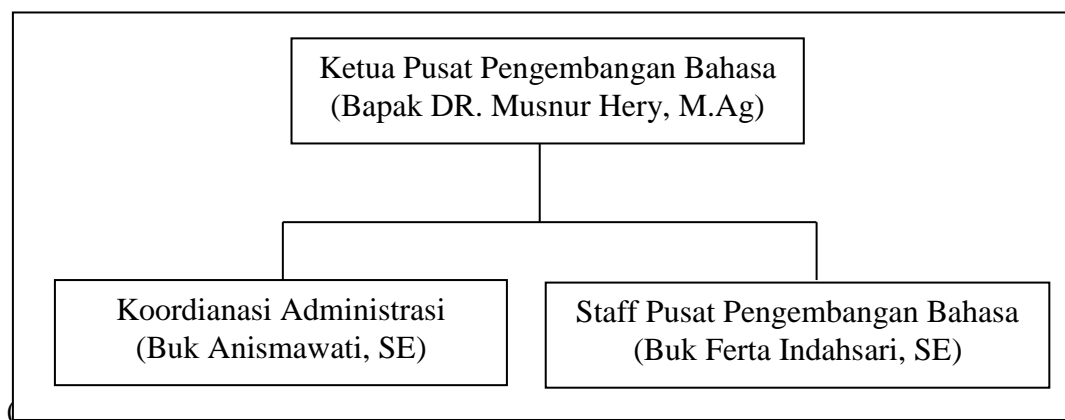 Ketua Pusat Pengembangan Bahasa
(Bapak DR. Musnur Hery, M.Ag)
Koordianasi Administrasi
(Buk Anismawati, SE)
Staff Pusat Pengembangan Bahasa
(Buk Ferta Indahsari, SE)
(